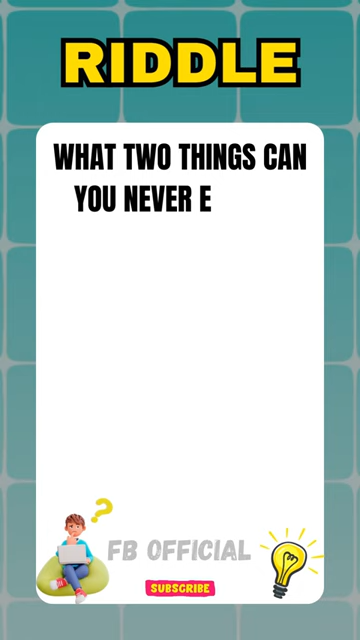 RIDDLE
WHAT TWO THINGS CAN
YOU NEVER E
?
FB OFFICIAL
SUBSCRIBE